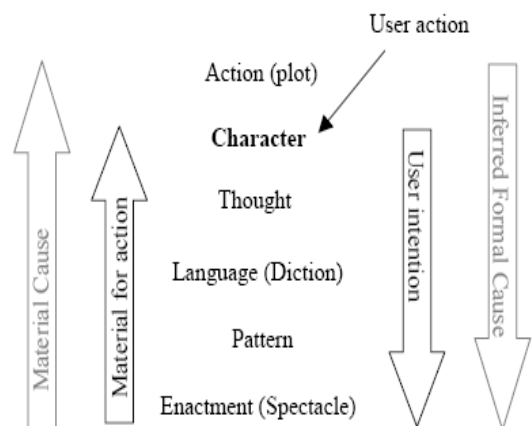 User action
Action (plot)
Character
Thought
Language (Diction)
Pattern
Enactment (Spectacle)
Material Cause
Material for action
User intention
Inferred Formal Cause